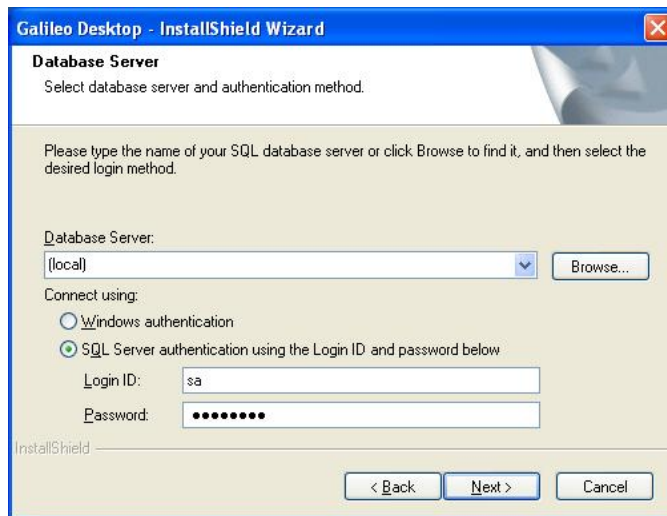 Galileo Desktop - InstallShield Wizard
Database Server
Select database server and authentication method.
Please type the name of your SQL database server or click Browse to find it, and then select the
desired login method.
Database Server:
(local)
Browse...
Connect using:
Windows authentication
SQL Server authentication using the Login ID and password below
Login ID:
sa
Password:
••••••••
InstallShield
< Back
Next >
Cancel